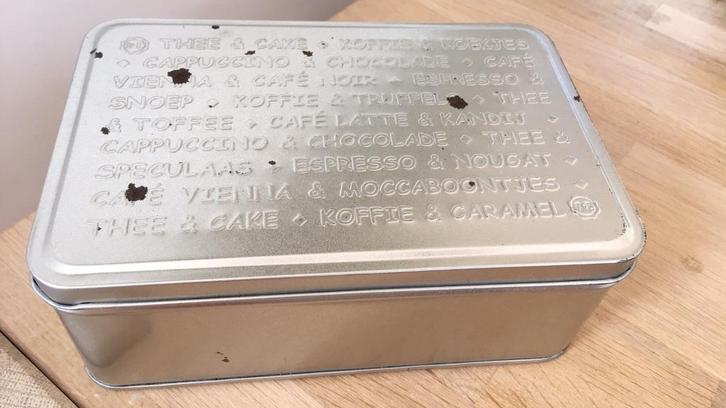 THEE & CAKE ⬥ KOFFIE & KOEKJES
⬥ CAPPUCCINO & CHOCOLADE ⬥ CAFÉ
VIENNA & CAFÉ NOIR ⬥ ESPRESSO &
SNOEP ⬥ KOFFIE & TRUFFEL ⬥ THEE
& TOFFEE ⬥ CAFÉ LATTE & KANDIJ ⬥
CAPPUCCINO & CHOCOLADE ⬥ THEE &
SPECULAAS ⬥ ESPRESSO & NOUGAT ⬥
CAFÉ VIENNA & MOCCABOONTJES ⬥
THEE & CAKE ⬥ KOFFIE & CARAMEL